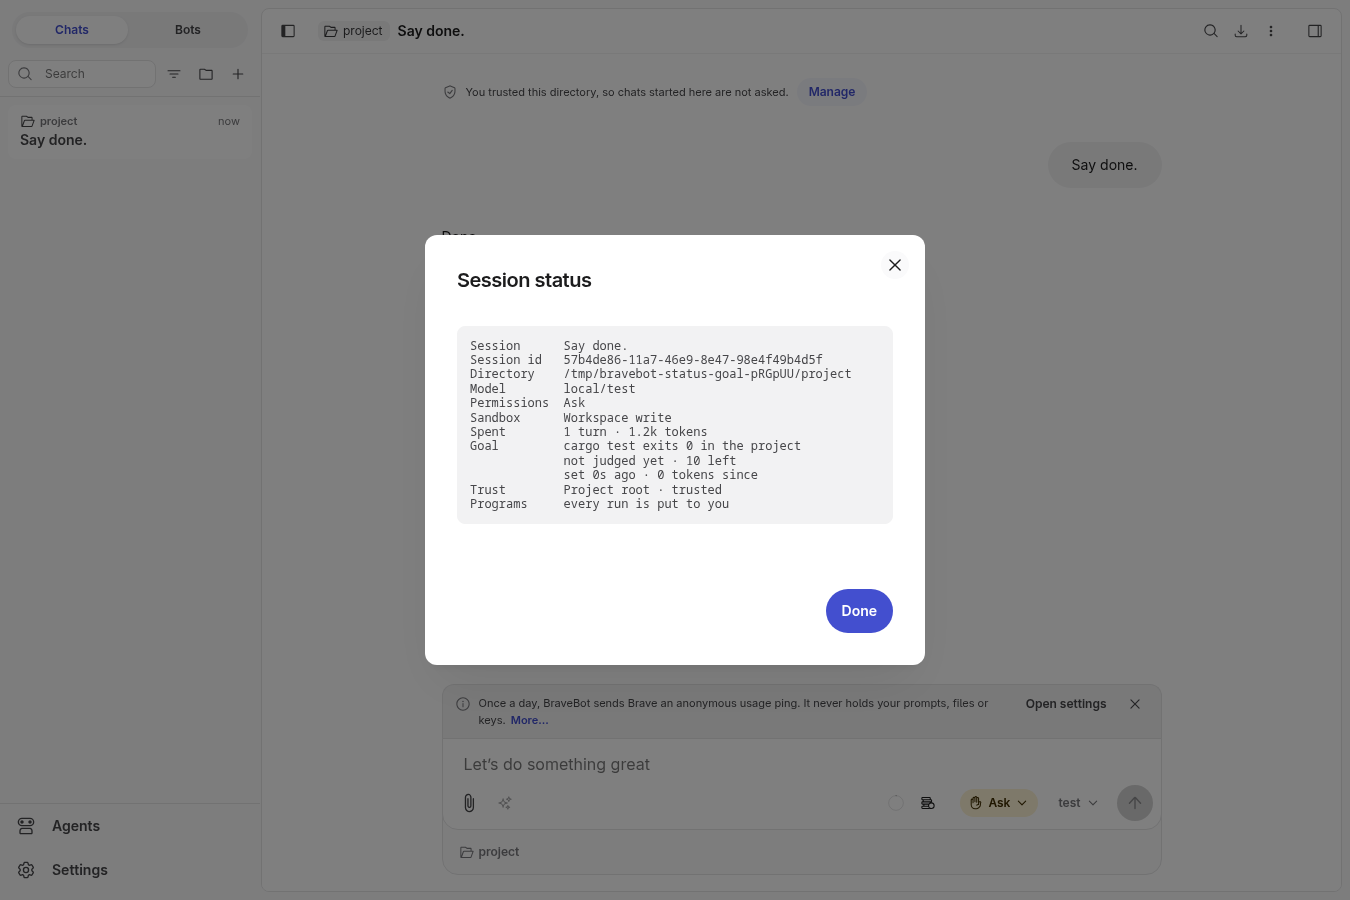 Chats
Bots
Search
project
now
Say done.
Agents
Settings
project
Say done.
You trusted this directory, so chats started here are not asked.
Manage
Say done.
Session status
Session Say done.
Session id 57b4de86-11a7-46e9-8e47-98e4f49b4d5f
Directory /tmp/bravebot-status-goal-pRGpUU/project
Model local/test
Permissions Ask
Sandbox Workspace write
Spent 1 turn · 1.2k tokens
Goal cargo test exits 0 in the project
not judged yet · 10 left
set 0s ago · 0 tokens since
Trust Project root · trusted
Programs every run is put to you
Done
Once a day, BraveBot sends Brave an anonymous usage ping. It never holds your prompts, files or
keys. More...
Open settings
Let's do something great
Ask
test
project